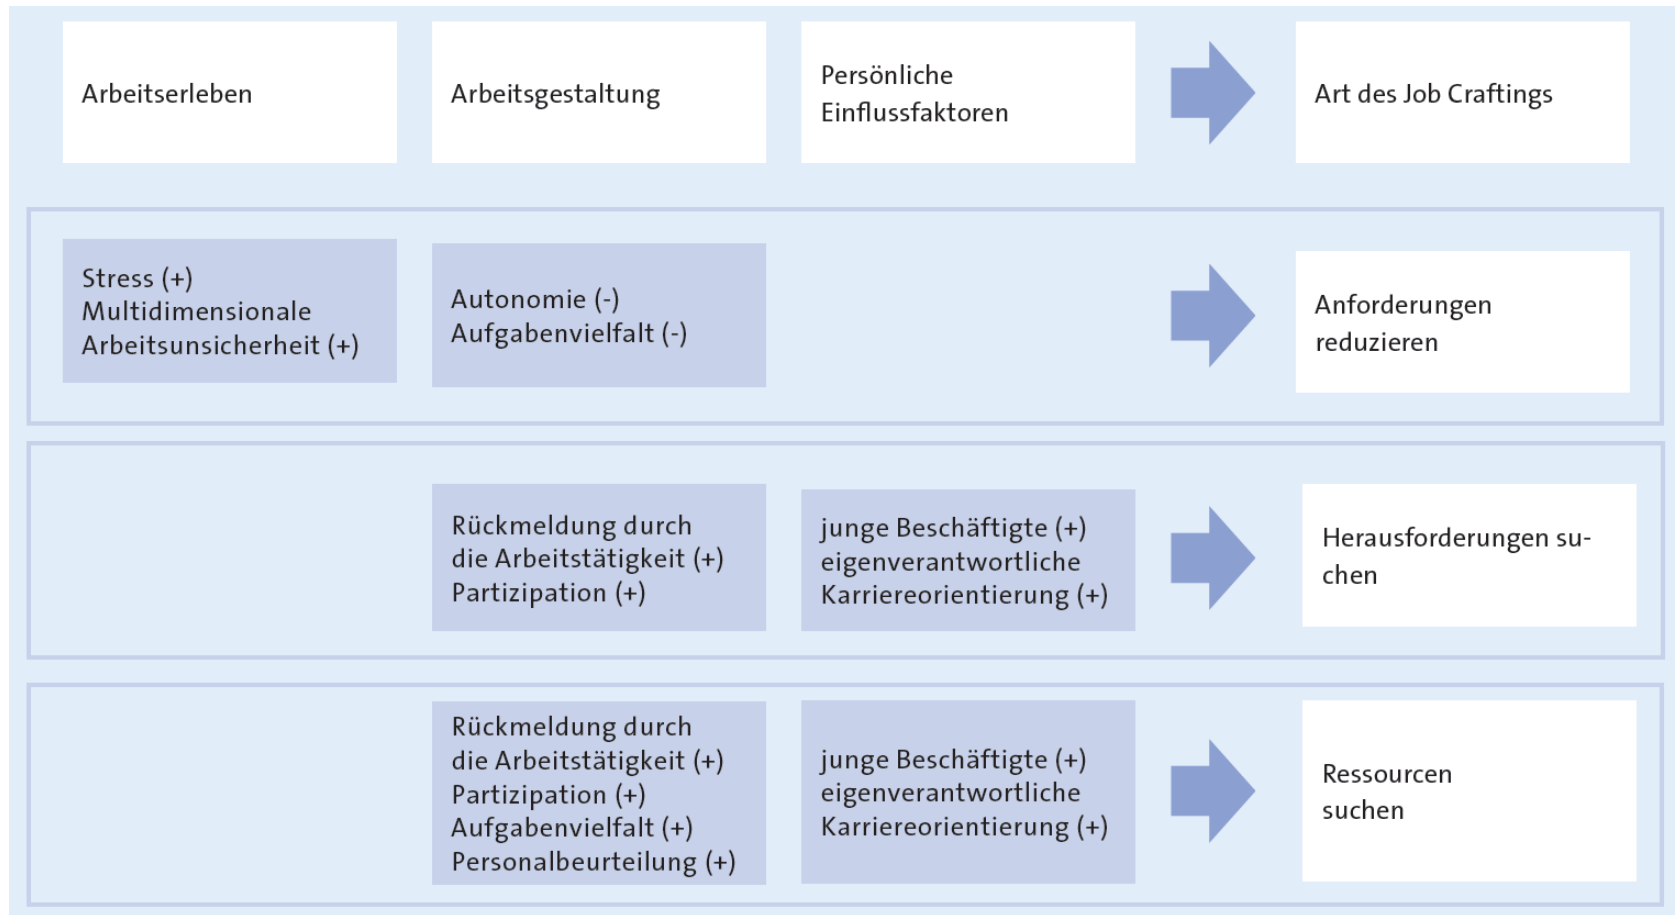 Arbeitserleben
Arbeitsgestaltung
Persönliche
Einflussfaktoren
Art des Job Craftings
Stress (+)
Multidimensionale
Arbeitsunsicherheit (+)
Autonomie (-)
Aufgabenvielfalt (-)
Anforderungen
reduzieren
Rückmeldung durch
die Arbeitstätigkeit (+)
Partizipation (+)
junge Beschäftigte (+)
eigenverantwortliche
Karriereorientierung (+)
Herausforderungen su-
chen
Rückmeldung durch
die Arbeitstätigkeit (+)
Partizipation (+)
Aufgabenvielfalt (+)
Personalbeurteilung (+)
junge Beschäftigte (+)
eigenverantwortliche
Karriereorientierung (+)
Ressourcen
suchen